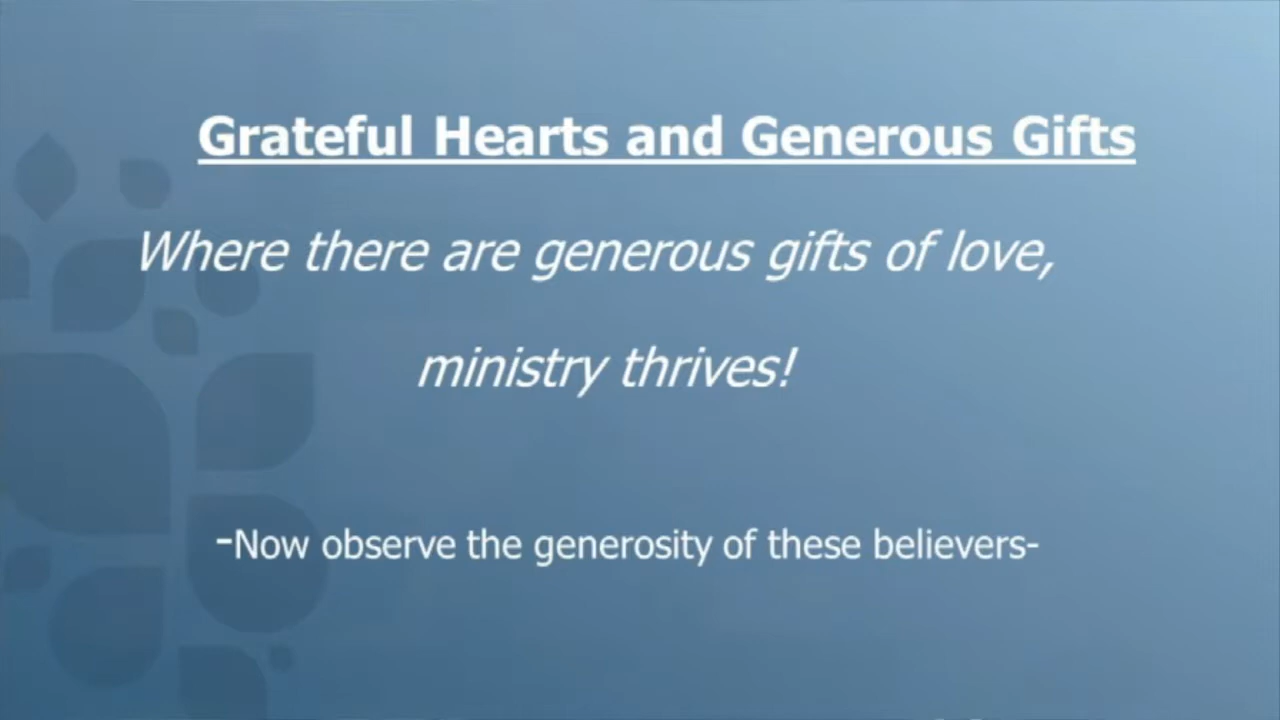 Grateful Hearts and Generous Gifts
Where there are generous gifts of love,
ministry thrives!
-Now observe the generosity of these believers-